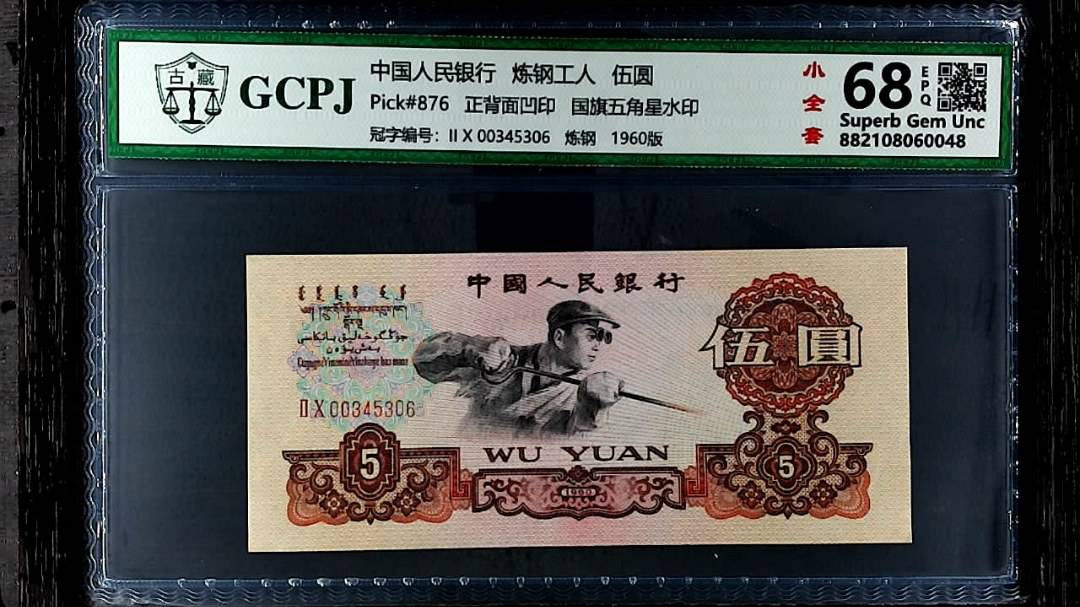 古藏
GCPJ
中国人民银行 炼钢工人 伍圆
Pick#876 正背面凹印 国旗五角星水印
冠字编号: II X 00345306 炼钢 1960版
小全套
68 EPQ
Superb Gem Unc
882108060048
中國人民銀行
伍圓
II X 00345306
5
WU YUAN
5
1960